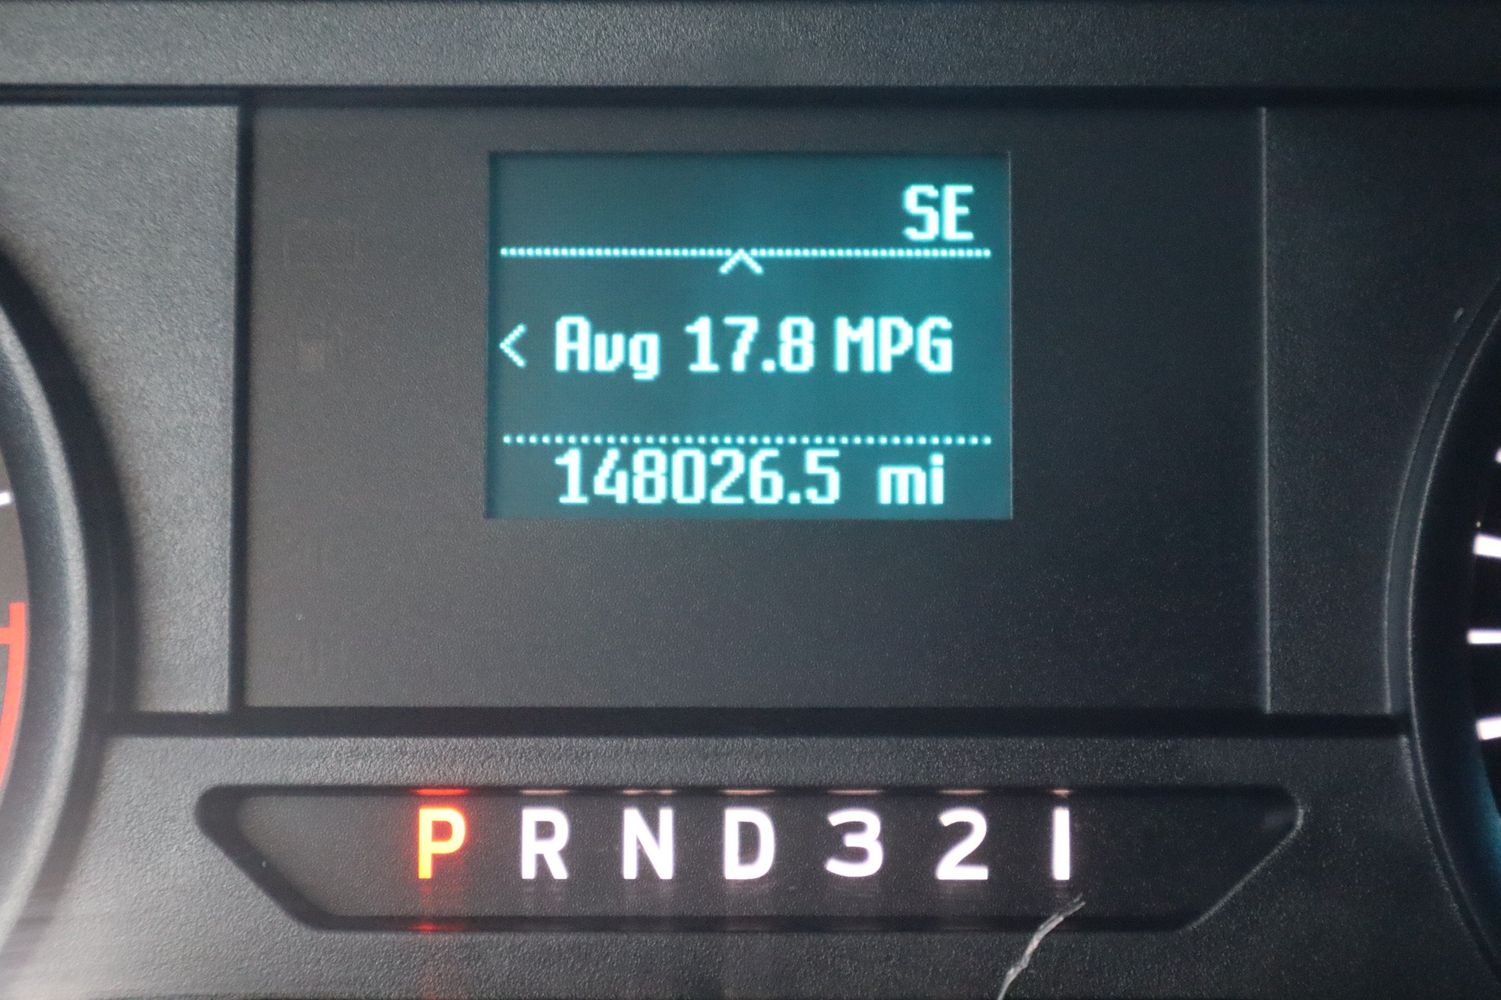 SE
< Avg 17.8 MPG
148026.5 mi
P R N D 3 2 1